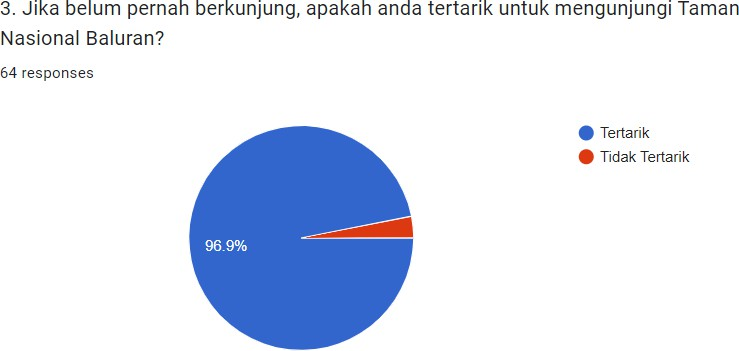 3. Jika belum pernah berkunjung, apakah anda tertarik untuk mengunjungi Taman
Nasional Baluran?
64 responses
Tertarik
Tidak Tertarik
96.9%